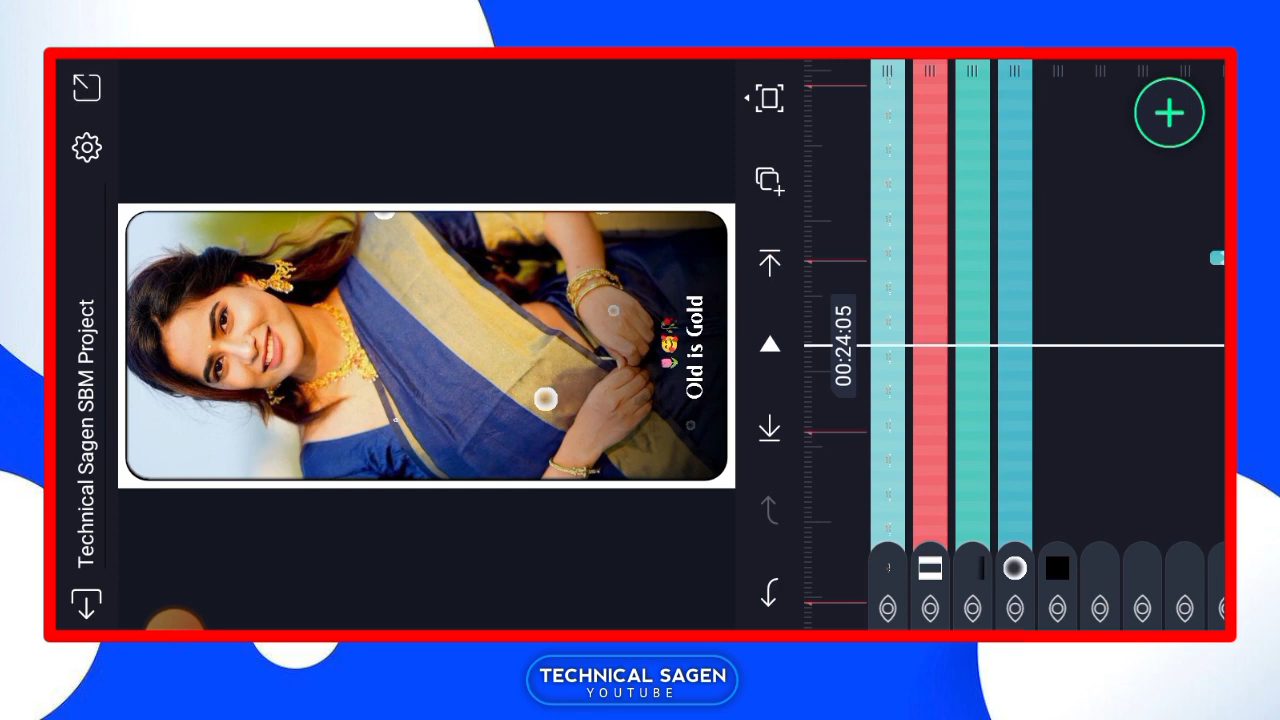 Technical Sagen SBM Project
Old is Gold
00:24:05
TECHNICAL SAGEN
YOUTUBE